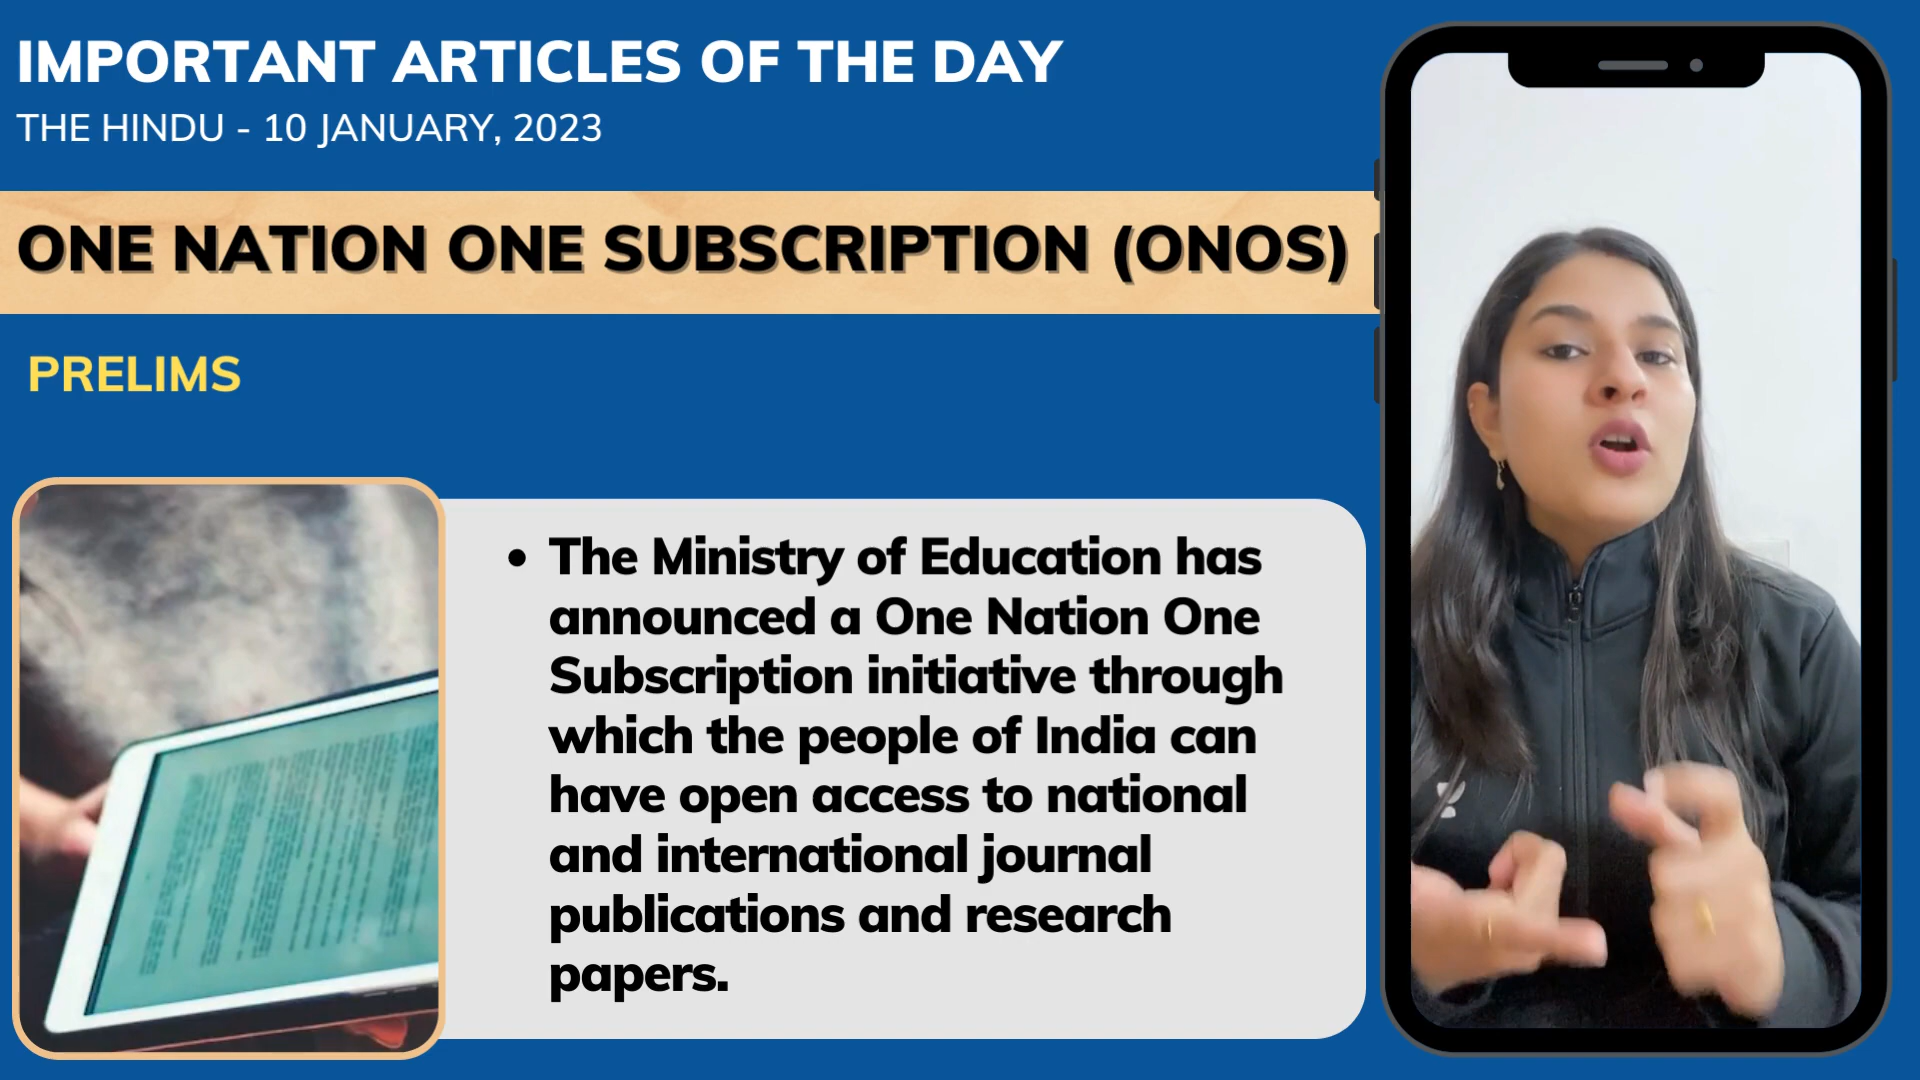 IMPORTANT ARTICLES OF THE DAY
THE HINDU - 10 JANUARY, 2023
ONE NATION ONE SUBSCRIPTION (ONOS)
PRELIMS
• The Ministry of Education has
announced a One Nation One
Subscription initiative through
which the people of India can
have open access to national
and international journal
publications and research
papers.